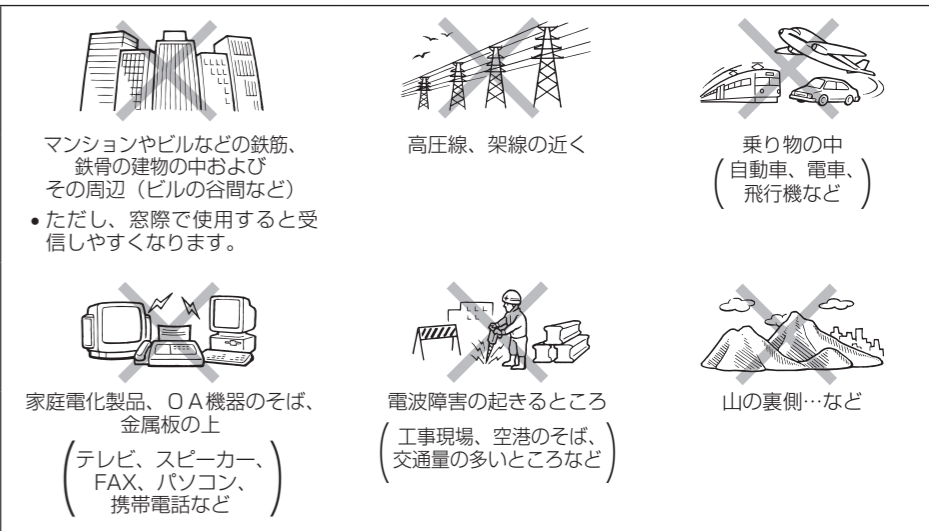 マンションやビルなどの鉄筋、
鉄骨の建物の中および
その周辺（ビルの谷間など）
• ただし、窓際で使用すると受
信しやすくなります。
高圧線、架線の近く
乗り物の中
（自動車、電車、
飛行機など）
家庭電化製品、ＯＡ機器のそば、
金属板の上
（テレビ、スピーカー、
FAX、パソコン、
携帯電話など）
電波障害の起きるところ
（工事現場、空港のそば、
交通量の多いところなど）
山の裏側…など